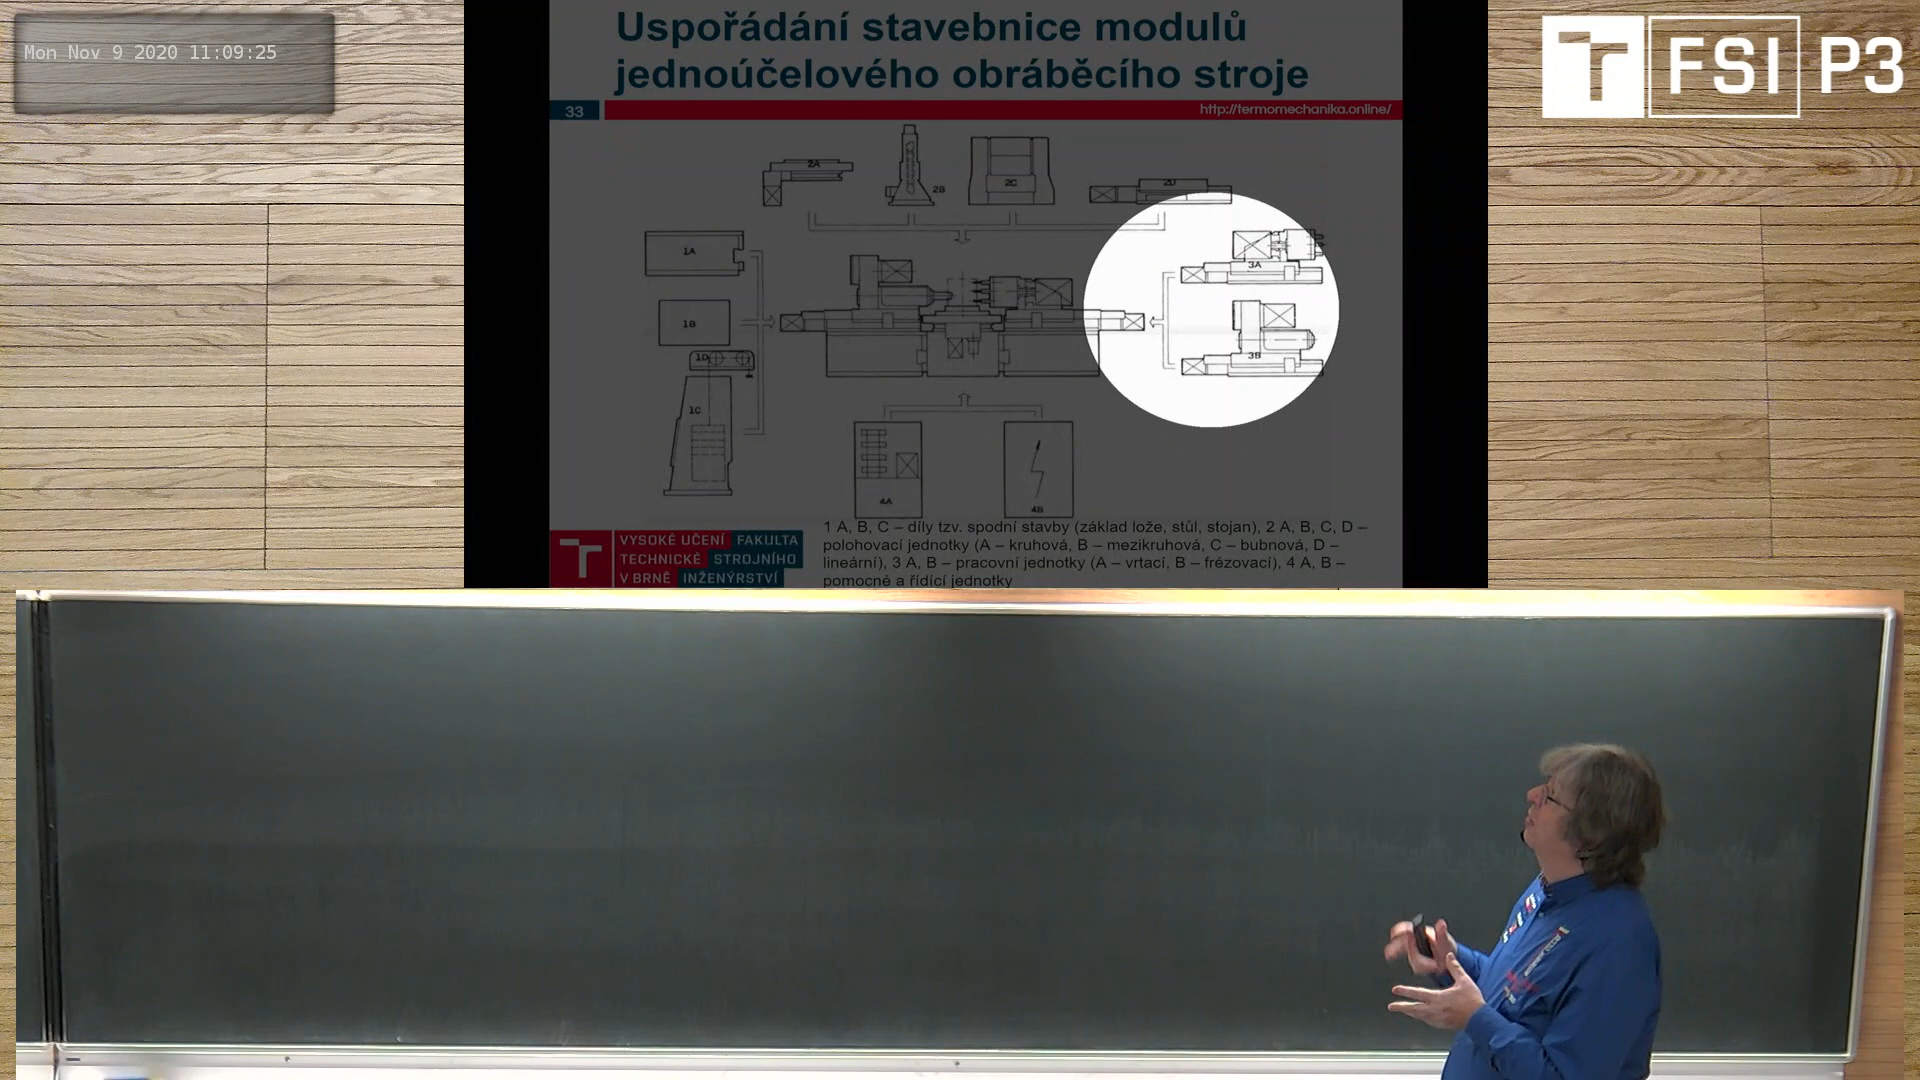 Mon Nov 9 2020 11:09:25
Uspořádání stavebnice modulů
jednoúčelového obráběcího stroje
33
http://termomechanika.online/
FSI P3
2A
2B
2C
2D
1A
3A
1B
1D
3B
1C
4A
4B
1 A, B, C – díly tzv. spodní stavby (základ lože, stůl, stojan), 2 A, B, C, D –
polohovací jednotky (A – kruhová, B – mezikruhová, C – bubnová, D –
lineární), 3 A, B – pracovní jednotky (A – vrtací, B – frézovací), 4 A, B –
pomocné a řídící jednotky
VYSOKÉ UČENÍ FAKULTA
TECHNICKÉ STROJNÍHO
V BRNĚ INŽENÝRSTVÍ